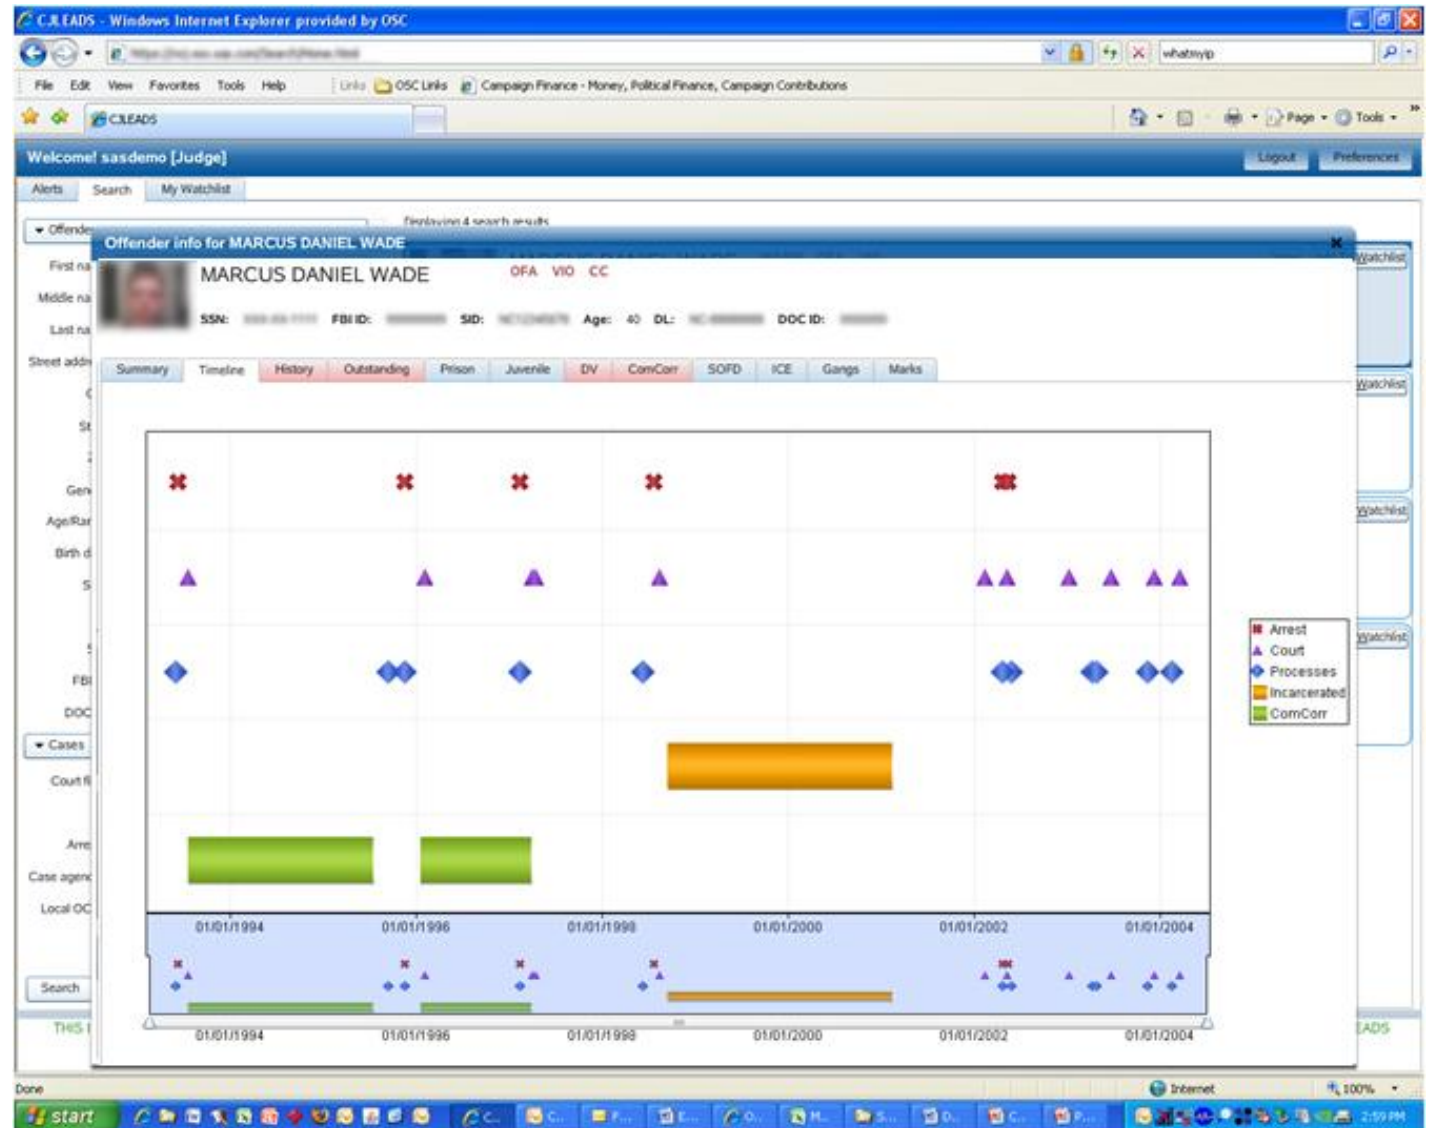 CJLEADS - Windows Internet Explorer provided by OSC
whatmyip
File Edit View Favorites Tools Help Links OSC Links Campaign Finance - Money, Political Finance, Campaign Contributions
CJLEADS Page Tools
Welcome! sasdemo [Judge] Logout Preferences
Alerts Search My Watchlist
Displaying 4 search results
Offende
Offender info for MARCUS DANIEL WADE
First na
MARCUS DANIEL WADE OFA VIO CC
Watchlist
Middle na
SSN: FBI ID: SID: Age: 40 DL: DOC ID:
Last na
Street addr
Summary Timeline History Outstanding Prison Juvenile DV ComCorr SOFD ICE Gangs Marks
Watchlist
St
Gen
Age/Ran
Watchlist
Birth d
S
Arrest
Court
Processes
Incarcerated
ComCorr
Watchlist
FBI
DOC
Cases
Court fi
Arre
Case agenc
Local OC
01/01/1994 01/01/1996 01/01/1998 01/01/2000 01/01/2002 01/01/2004
Search
THIS
01/01/1994 01/01/1996 01/01/1998 01/01/2000 01/01/2002 01/01/2004
EADS
Done Internet 100%
start C... C... F... E... O... M... S... D... C... P... 2:59 PM